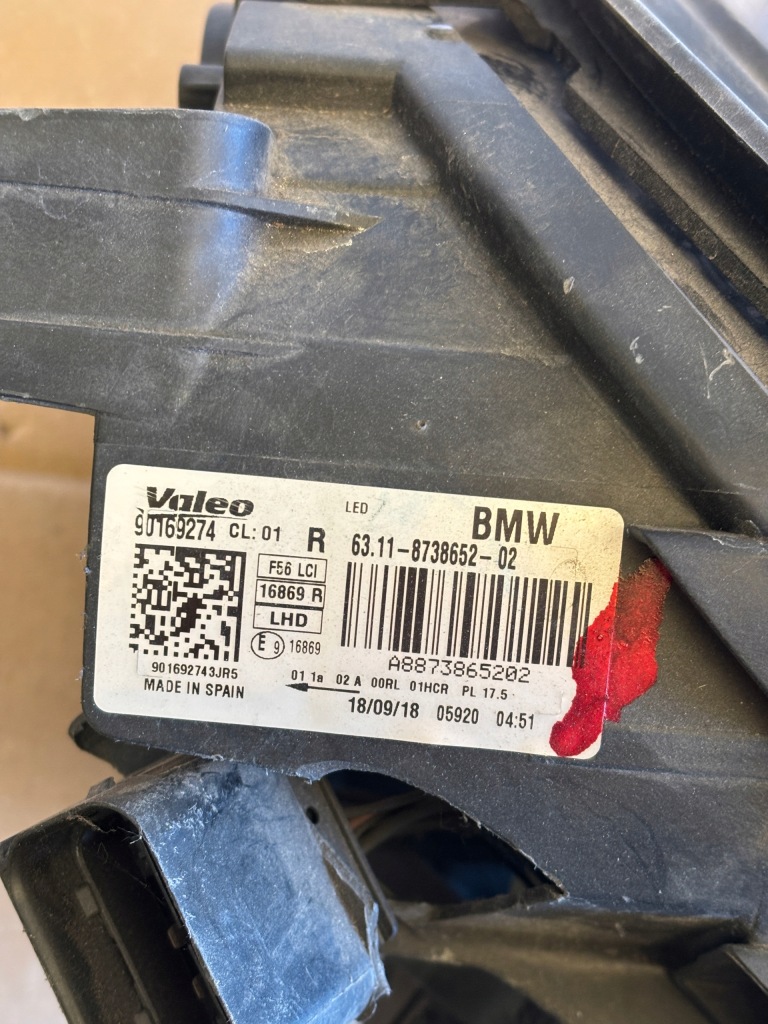 Valeo
LED
BMW
90169274 CL: 01 R 63.11-8738652-02
F56 LCI
16869 R
LHD
E 9 16869
A8873865202
901692743JR5
01 1a 02 A 00RL 01HCR PL 17.5
MADE IN SPAIN
18/09/18 05920 04:51